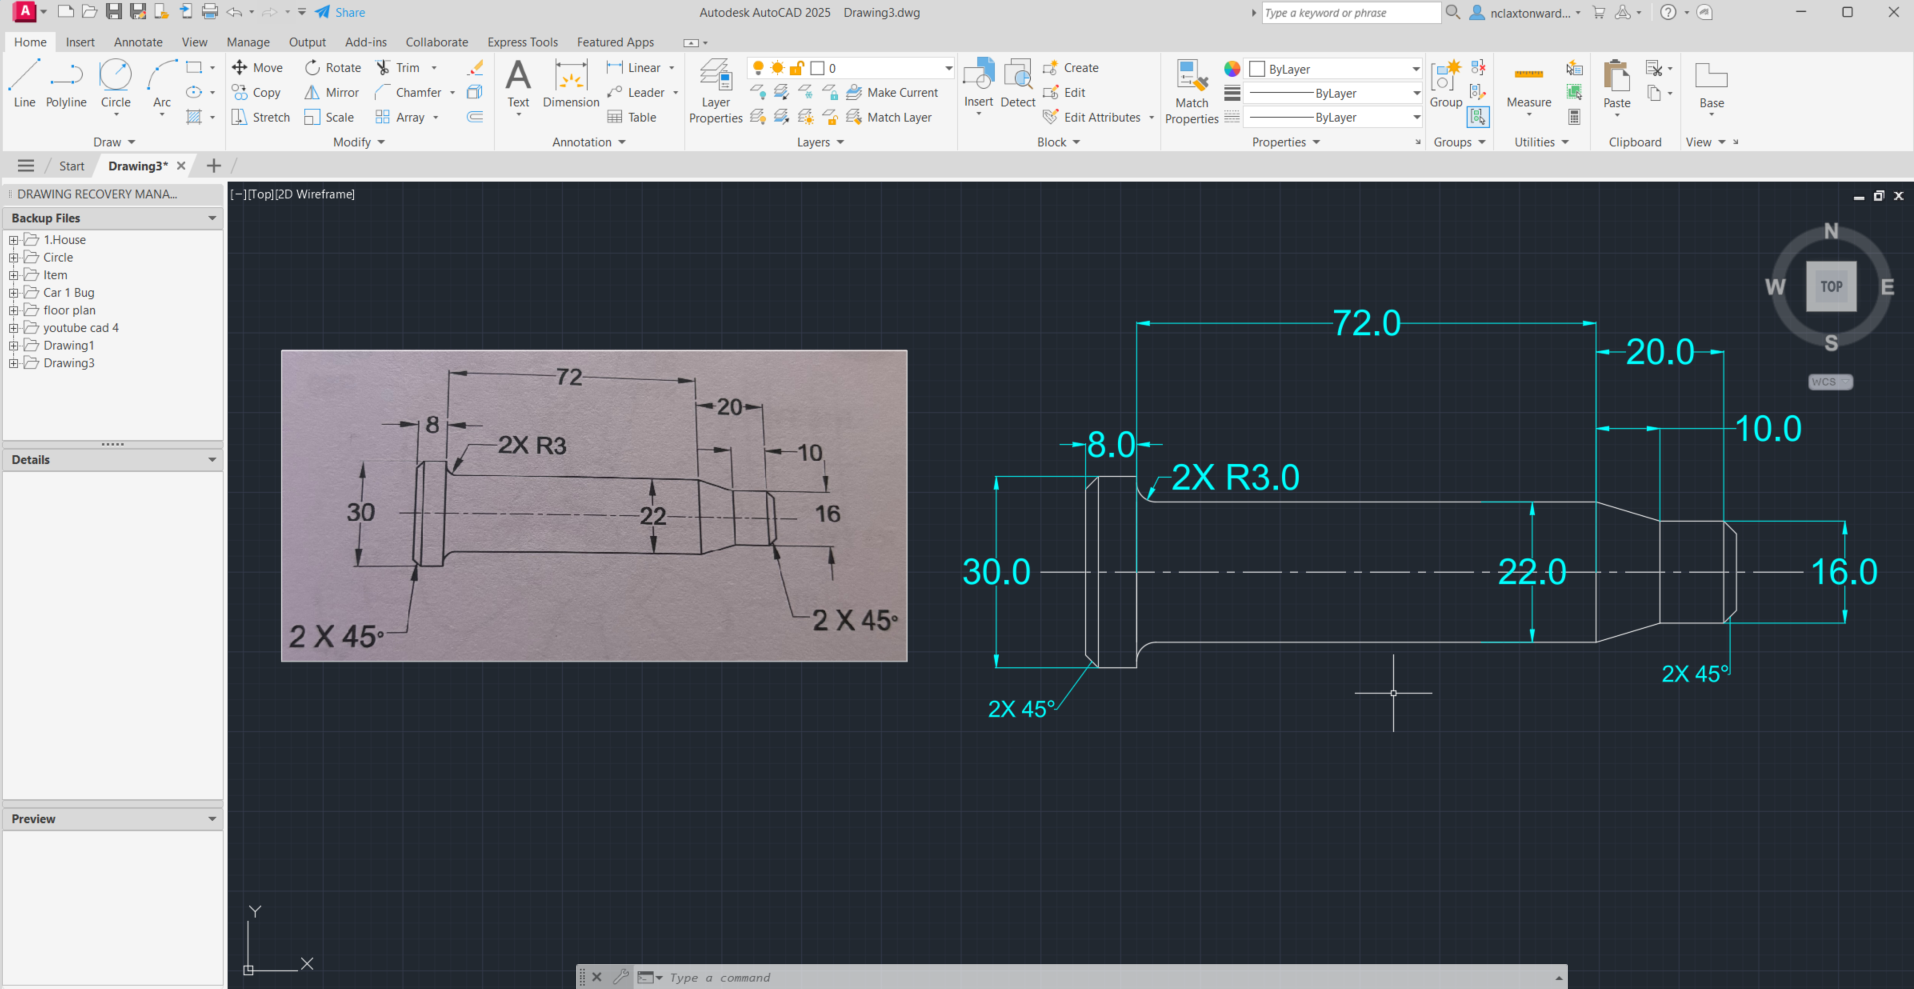 A
Share
Autodesk AutoCAD 2025 Drawing3.dwg
Type a keyword or phrase
nclaxtonward...
Home Insert Annotate View Manage Output Add-ins Collaborate Express Tools Featured Apps
Line Polyline Circle Arc
Move Rotate Trim
Copy Mirror Chamfer
Stretch Scale Array
Text Dimension
Linear
Leader
Table
Layer Properties
0
Make Current
Match Layer
Insert Detect
Create
Edit
Edit Attributes
Match Properties
ByLayer
ByLayer
ByLayer
Group Measure Paste Base
Draw Modify Annotation Layers Block Properties Groups Utilities Clipboard View
Start Drawing3*
DRAWING RECOVERY MANA...
Backup Files
1.House
Circle
Item
Car 1 Bug
floor plan
youtube cad 4
Drawing1
Drawing3
Details
Preview
[−][Top][2D Wireframe]
N
W TOP E
S
WCS
72
20
8
2X R3
10
30
22
16
2 X 45°
2 X 45°
72.0
20.0
10.0
8.0
2X R3.0
30.0
22.0
16.0
2X 45°
2X 45°
Y
X
Type a command